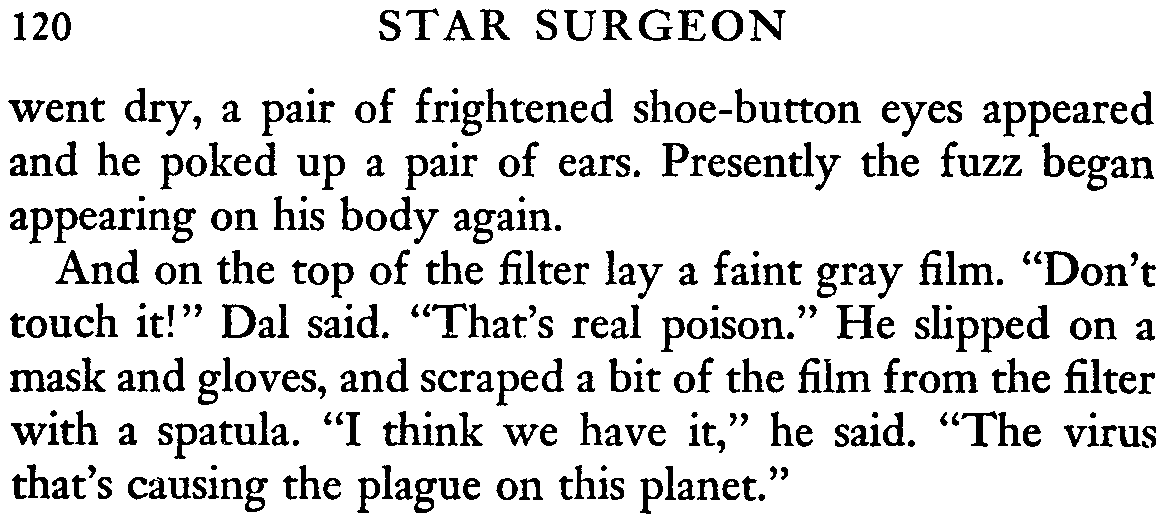 120 STAR SURGEON
went dry, a pair of frightened shoe-button eyes appeared
and he poked up a pair of ears. Presently the fuzz began
appearing on his body again.
And on the top of the filter lay a faint gray film. “Don’t
touch it!” Dal said. “That’s real poison.” He slipped on a
mask and gloves, and scraped a bit of the film from the filter
with a spatula. “I think we have it,” he said. “The virus
that’s causing the plague on this planet.”